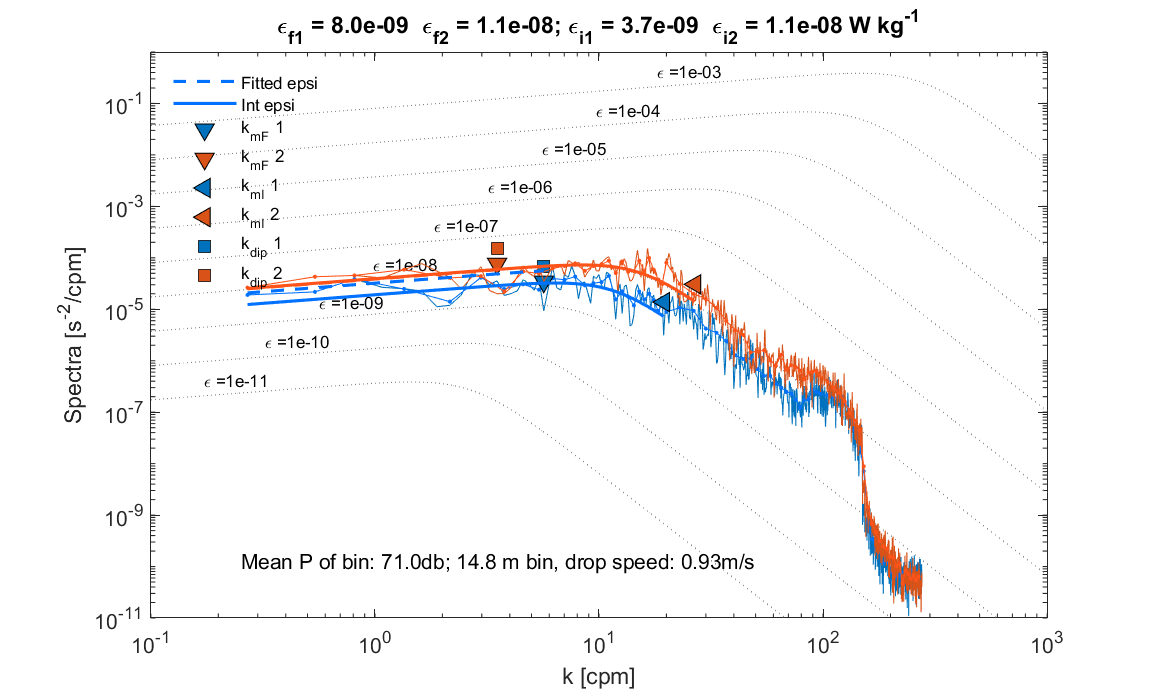 ϵf1 = 8.0e-09 ϵf2 = 1.1e-08; ϵi1 = 3.7e-09 ϵi2 = 1.1e-08 W kg-1
Fitted epsi
Int epsi
kmF 1
kmF 2
kmI 1
kmI 2
kdip 1
kdip 2
ϵ =1e-03
ϵ =1e-04
ϵ =1e-05
ϵ =1e-06
ϵ =1e-07
ϵ =1e-08
ϵ =1e-09
ϵ =1e-10
ϵ =1e-11
Mean P of bin: 71.0db; 14.8 m bin, drop speed: 0.93m/s
Spectra [s-2/cpm]
10-1
10-3
10-5
10-7
10-9
10-11
10-1
100
101
102
103
k [cpm]